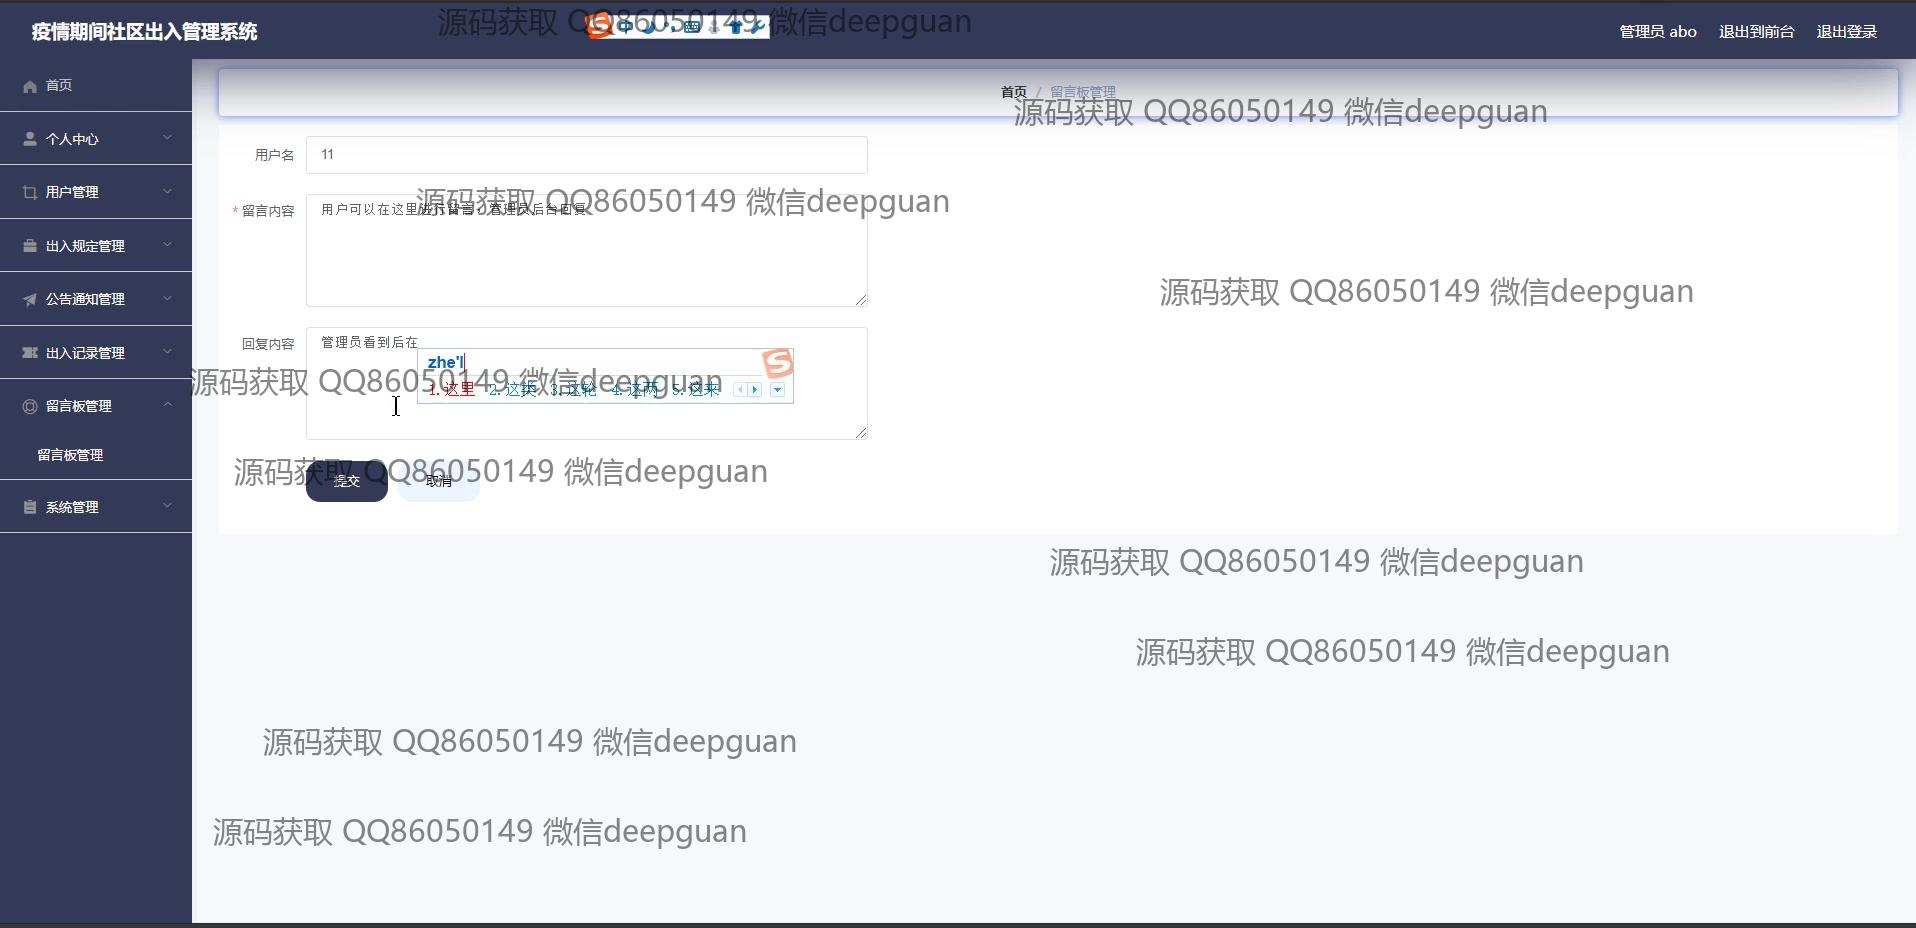 疫情期间社区出入管理系统
源码获取 QQ86050149 微信deepguan
管理员 abo
退出到前台
退出登录
首页
个人中心
用户管理
出入规定管理
公告通知管理
出入记录管理
留言板管理
留言板管理
系统管理
首页 / 留言板管理
源码获取 QQ86050149 微信deepguan
用户名
11
源码获取 QQ86050149 微信deepguan
* 留言内容
用户可以在这里进行留言，管理员后台回复
源码获取 QQ86050149 微信deepguan
回复内容
管理员看到后在
zhe'l
1. 这里 2. 这类 3. 这轮 4. 这两 5. 这来
源码获取 QQ86050149 微信deepguan
源码获取 QQ86050149 微信deepguan
提交
取消
源码获取 QQ86050149 微信deepguan
源码获取 QQ86050149 微信deepguan
源码获取 QQ86050149 微信deepguan
源码获取 QQ86050149 微信deepguan